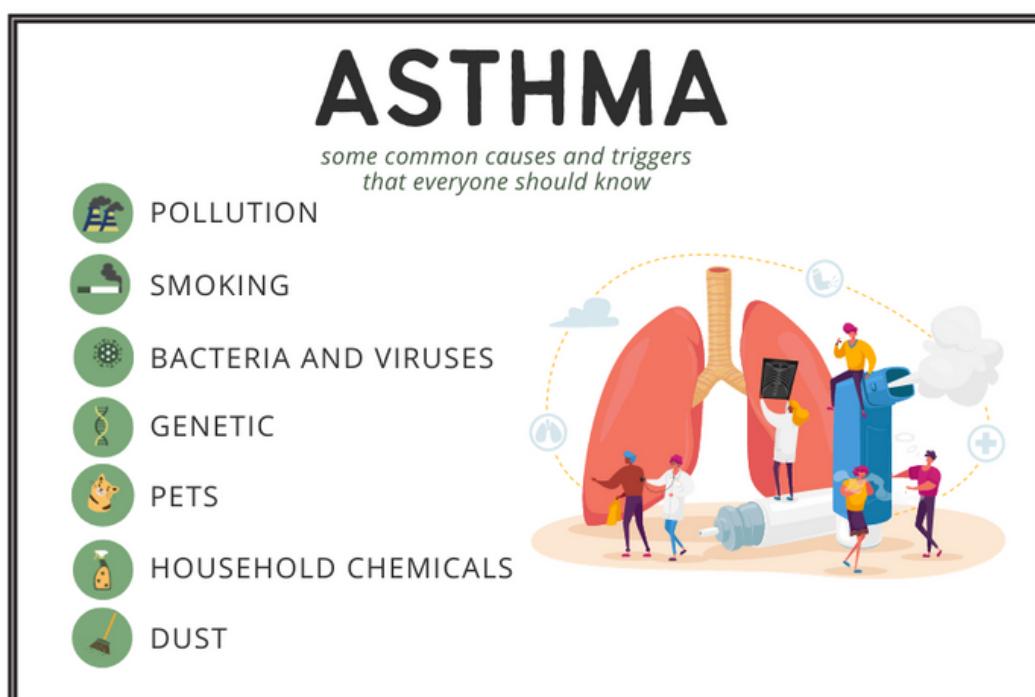 ASTHMA
some common causes and triggers
that everyone should know
POLLUTION
SMOKING
BACTERIA AND VIRUSES
GENETIC
PETS
HOUSEHOLD CHEMICALS
DUST